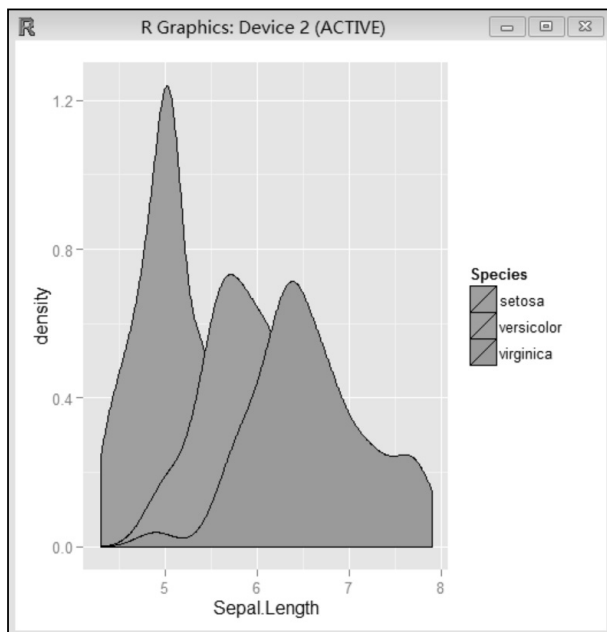 R Graphics: Device 2 (ACTIVE)
1.2
0.8
0.4
0.0
density
5 6 7 8
Sepal.Length
Species
setosa
versicolor
virginica